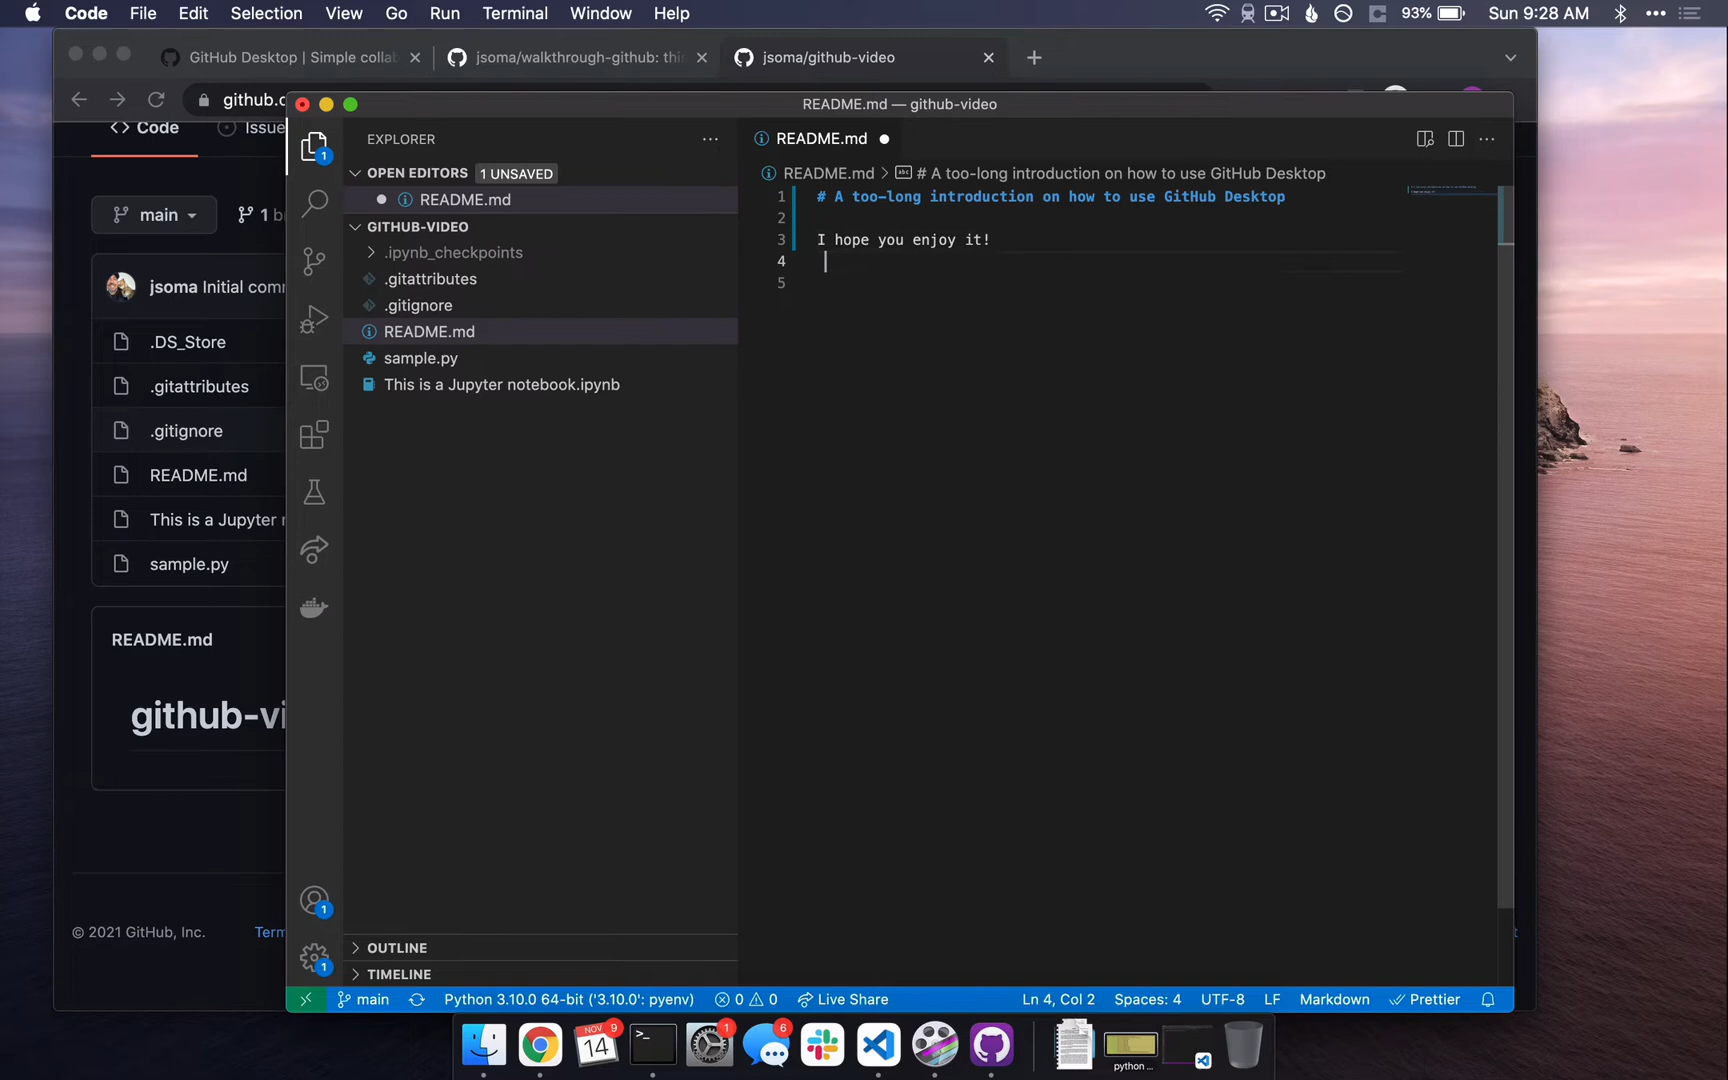 Code File Edit Selection View Go Run Terminal Window Help 93% Sun 9:28 AM
GitHub Desktop | Simple collab
jsoma/walkthrough-github: thi
jsoma/github-video
github.c
README.md — github-video
Code
Issue
main
1 b
jsoma Initial com
.DS_Store
.gitattributes
.gitignore
README.md
This is a Jupyter
sample.py
README.md
github-vi
© 2021 GitHub, Inc.
Term
1
EXPLORER
OPEN EDITORS 1 UNSAVED
README.md
GITHUB-VIDEO
.ipynb_checkpoints
.gitattributes
.gitignore
README.md
sample.py
This is a Jupyter notebook.ipynb
1
1
OUTLINE
TIMELINE
README.md
README.md > # A too-long introduction on how to use GitHub Desktop
1 # A too-long introduction on how to use GitHub Desktop
2
3 I hope you enjoy it!
4
5
main Python 3.10.0 64-bit ('3.10.0': pyenv) 0 0 Live Share Ln 4, Col 2 Spaces: 4 UTF-8 LF Markdown Prettier
NOV 9
14
>_
1
6
python ...